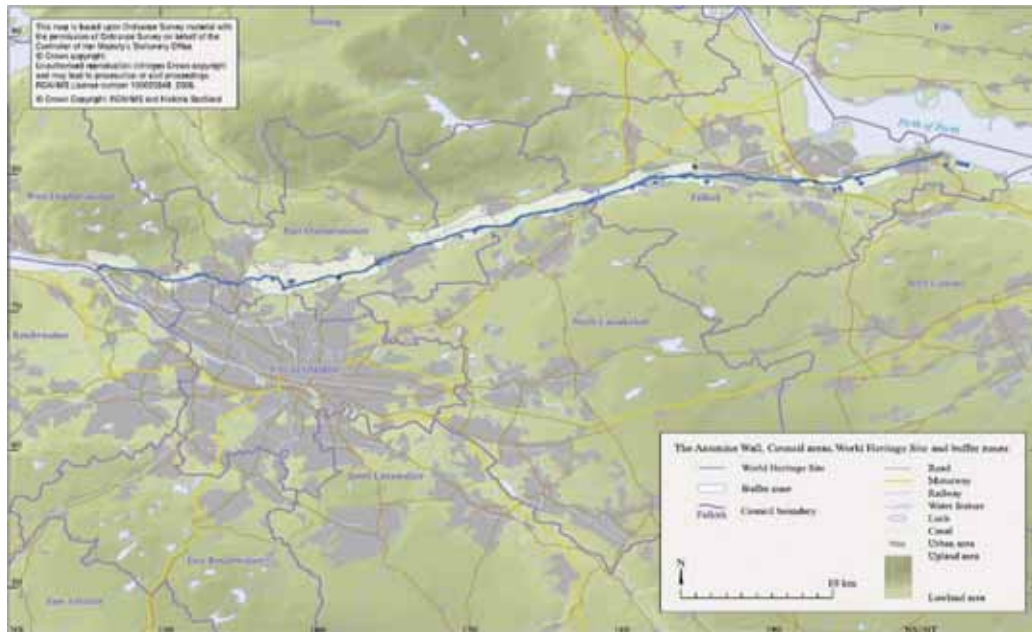 This map is based upon Ordnance Survey material with
the permission of Ordnance Survey on behalf of the
Controller of Her Majesty's Stationery Office
© Crown copyright
Unauthorised reproduction infringes Crown copyright
and may lead to prosecution or civil proceedings
© Crown Copyright: RCAHMS and Historic Scotland
Stirling
Fife
Firth of Forth
West Dunbartonshire
East Dunbartonshire
Falkirk
West Lothian
North Lanarkshire
Renfrewshire
South Lanarkshire
East Renfrewshire
East Ayrshire
The Antonine Wall, Council areas, World Heritage Site and buffer zones
World Heritage Site
Buffer zone
Falkirk
Council boundary
Road
Motorway
Railway
Water feature
Loch
Canal
Urban area
Upland area
Lowland area
N
10 km